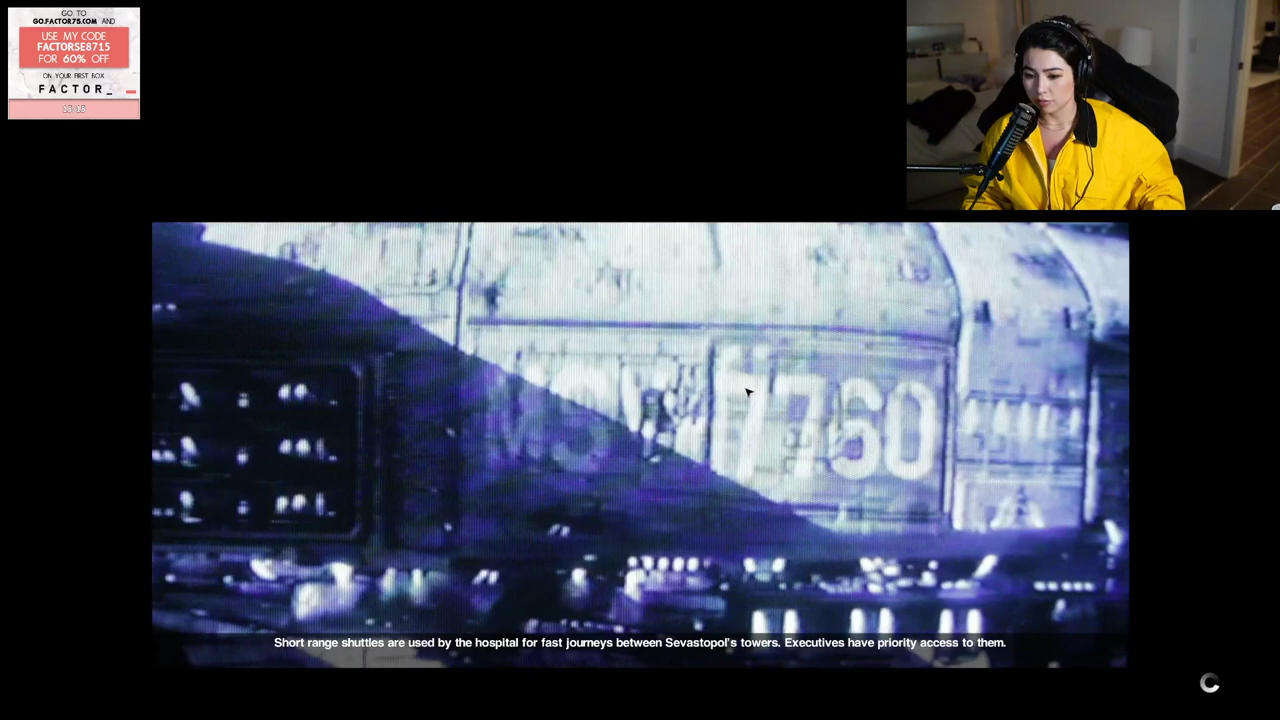 GO TO
GO.FACTOR75.COM AND
USE MY CODE
FACTORSE8715
FOR 60% OFF
ON YOUR FIRST BOX
FACTOR_
7760
Short range shuttles are used by the hospital for fast journeys between Sevastopol's towers. Executives have priority access to them.